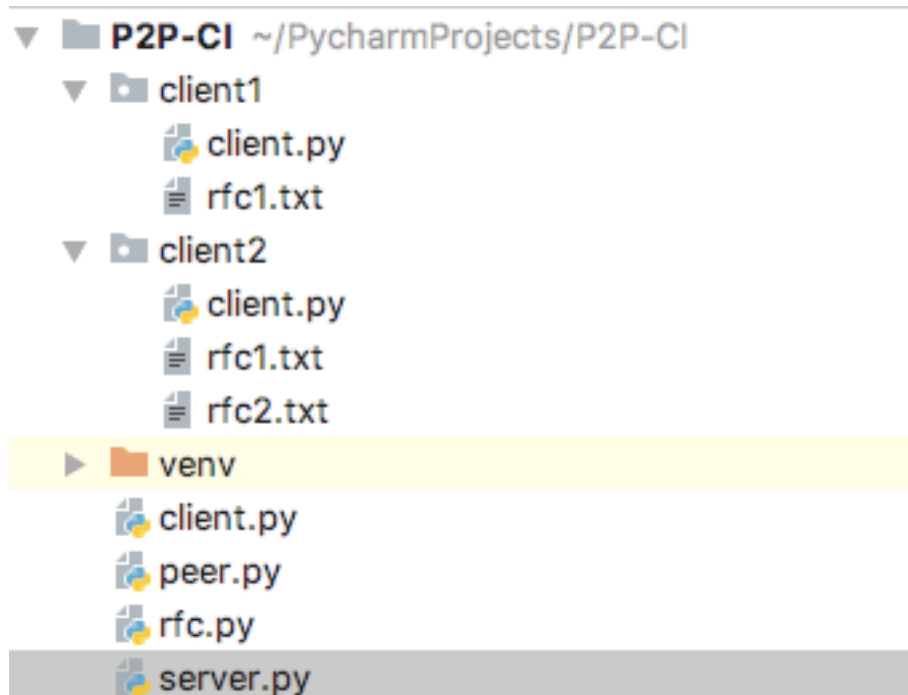 P2P-CI ~/PycharmProjects/P2P-CI
client1
client.py
rfc1.txt
client2
client.py
rfc1.txt
rfc2.txt
venv
client.py
peer.py
rfc.py
server.py